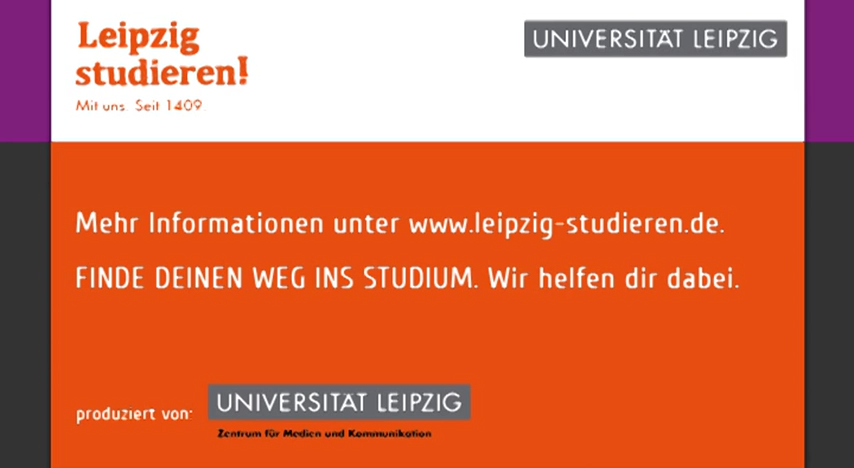 Leipzig
studieren!
Mit uns. Seit 1409.
UNIVERSITÄT LEIPZIG
Mehr Informationen unter www.leipzig-studieren.de.
FINDE DEINEN WEG INS STUDIUM. Wir helfen dir dabei.
produziert von:
UNIVERSITÄT LEIPZIG
Zentrum für Medien und Kommunikation